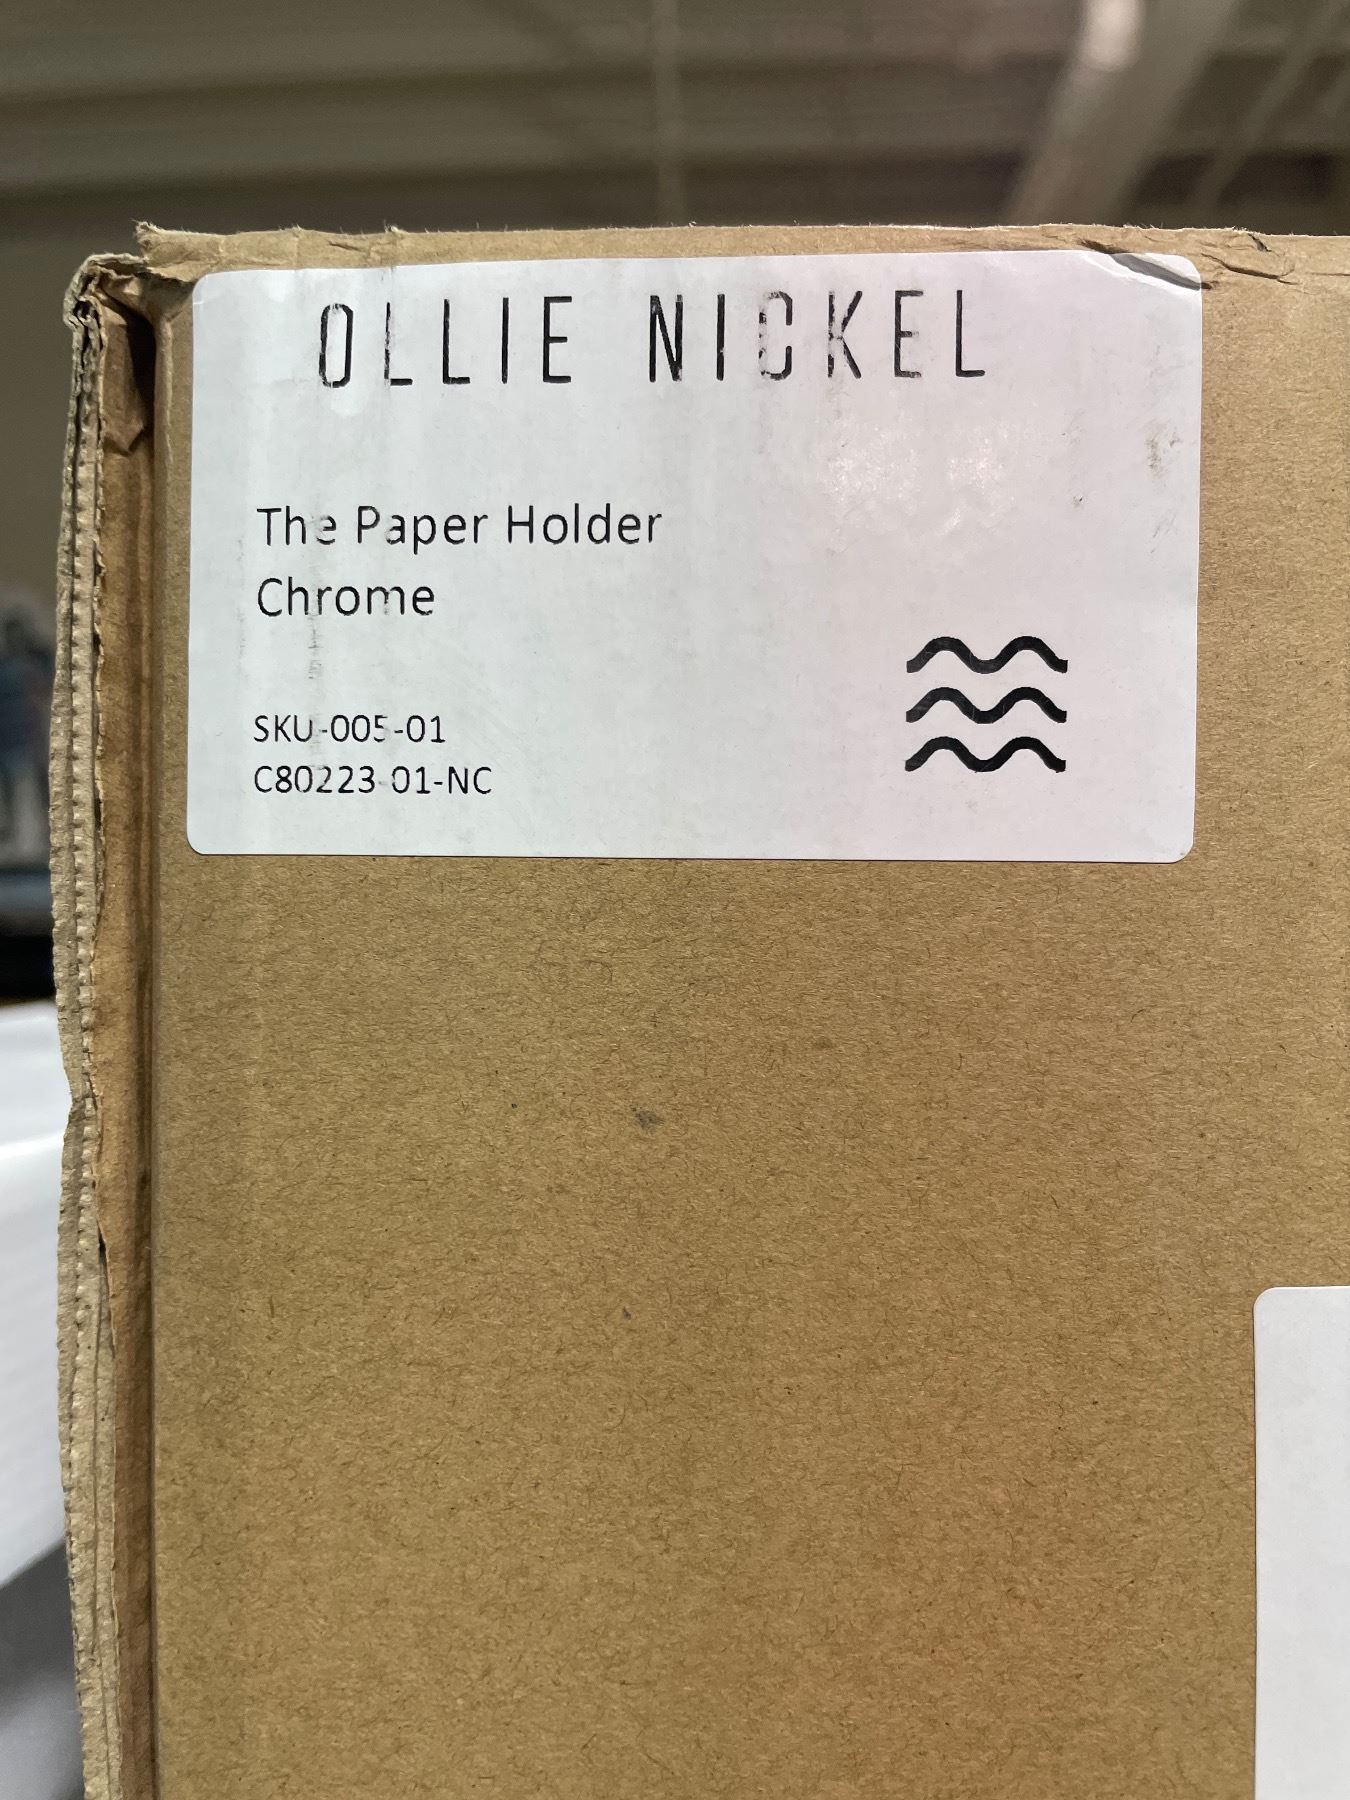 OLLIE NICKEL
The Paper Holder
Chrome
SKU-005-01
C80223-01-NC